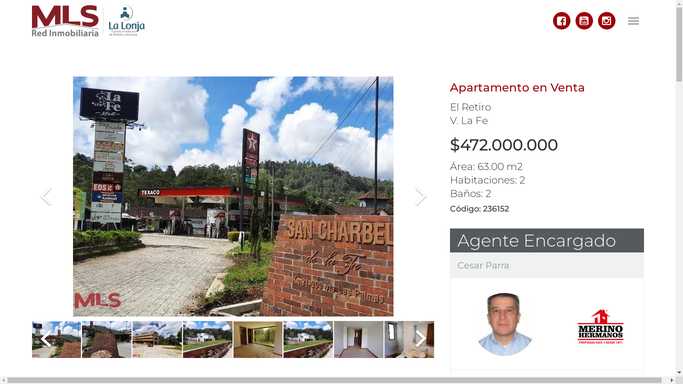 MLS
Red Inmobiliaria
La Lonja
Apartamento en Venta
El Retiro
V. La Fe
$472.000.000
Área: 63.00 m2
Habitaciones: 2
Baños: 2
Código: 236152
La
Fe
TEXACO
EDS
SAN CHARBEL
de la Fe
MLS
Agente Encargado
Cesar Parra
MERINO
HERMANOS